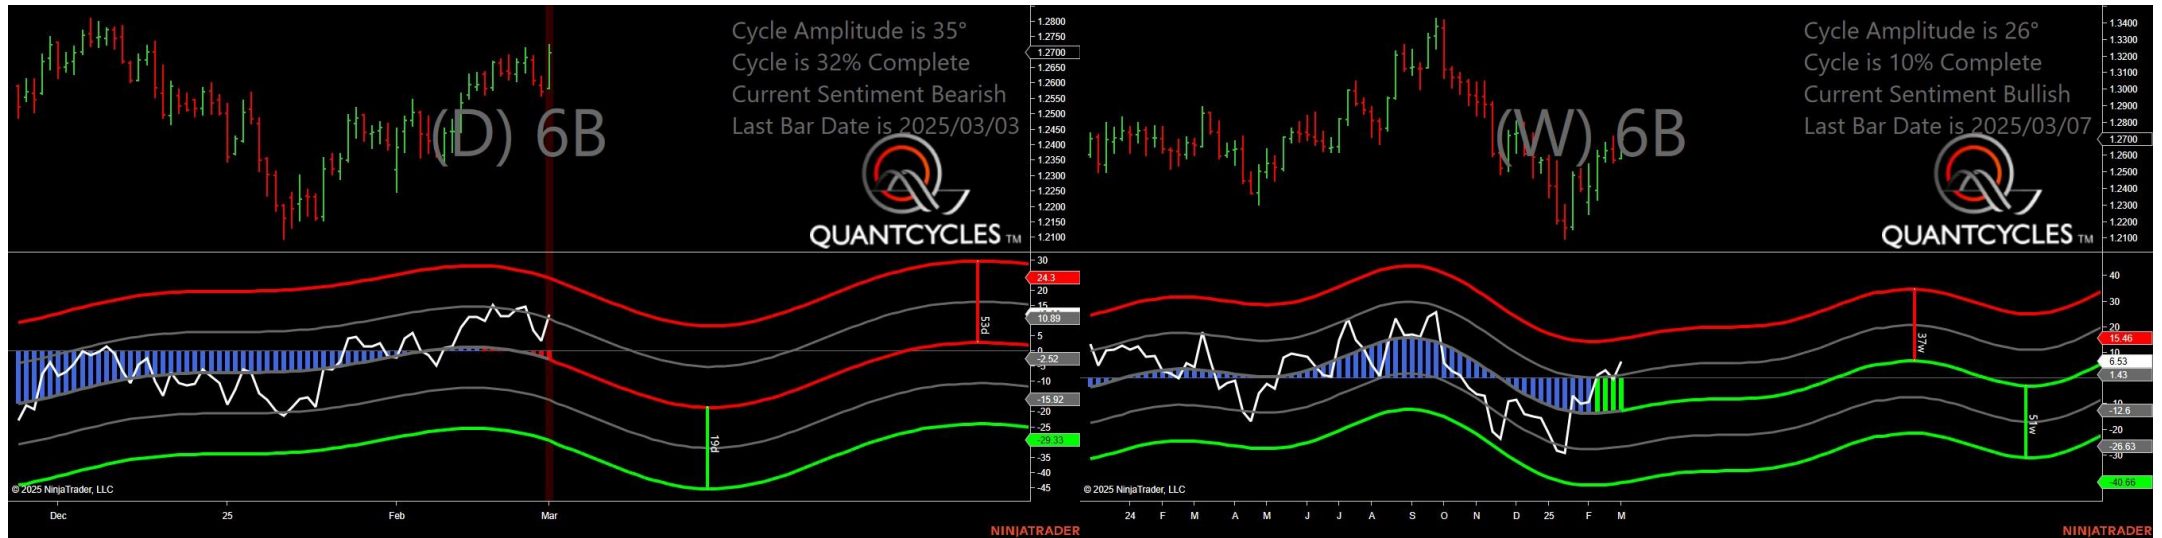 Cycle Amplitude is 35°
Cycle is 32% Complete
Current Sentiment Bearish
Last Bar Date is 2025/03/03
(D) 6B
QUANTCYCLES TM
1.2800
1.2750
1.2700
1.2650
1.2600
1.2550
1.2500
1.2450
1.2400
1.2350
1.2300
1.2250
1.2200
1.2150
1.2100
30
24.3
20
15
10.89
5
0
-2.52
-5
-10
-15.92
-20
-25
-29.33
-35
-40
-45
53d
19d
© 2025 NinjaTrader, LLC
Dec 25 Feb Mar
NINJATRADER
Cycle Amplitude is 26°
Cycle is 10% Complete
Current Sentiment Bullish
Last Bar Date is 2025/03/07
(W) 6B
QUANTCYCLES TM
1.3400
1.3300
1.3200
1.3100
1.3000
1.2900
1.2800
1.2700
1.2600
1.2500
1.2400
1.2300
1.2200
1.2100
40
30
20
15.46
10
6.53
1.43
-12.6
-20
-26.63
-30
-40.66
37w
51w
© 2025 NinjaTrader, LLC
24 F M A M J J A S O N D 25 F M
NINJATRADER